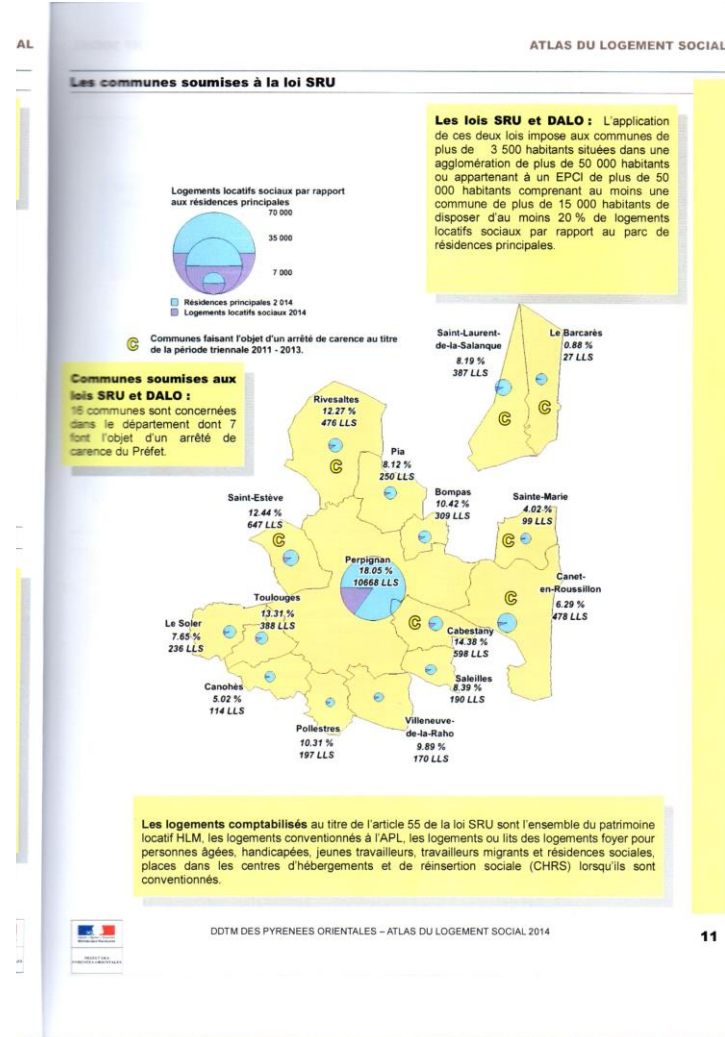 AL
ATLAS DU LOGEMENT SOCIAL
Les communes soumises à la loi SRU
Les lois SRU et DALO : L'application
de ces deux lois impose aux communes de
plus de 3 500 habitants situées dans une
agglomération de plus de 50 000 habitants
ou appartenant à un EPCI de plus de 50
000 habitants comprenant au moins une
commune de plus de 15 000 habitants de
disposer d'au moins 20 % de logements
locatifs sociaux par rapport au parc de
résidences principales.
Logements locatifs sociaux par rapport
aux résidences principales
70 000
35 000
7 000
Résidences principales 2 014
Logements locatifs sociaux 2014
C
Communes faisant l'objet d'un arrêté de carence au titre
de la période triennale 2011 - 2013.
Communes soumises aux
lois SRU et DALO :
16 communes sont concernées
dans le département dont 7
font l'objet d'un arrêté de
carence du Préfet.
Saint-Laurent-
de-la-Salanque
8.19 %
387 LLS
C
Le Barcarès
0.88 %
27 LLS
C
Rivesaltes
12.27 %
476 LLS
C
Pia
8.12 %
250 LLS
Bompas
10.42 %
309 LLS
Sainte-Marie
4.02 %
99 LLS
C
Saint-Estève
12.44 %
647 LLS
C
Perpignan
18.05 %
10668 LLS
Canet-
en-Roussillon
6.29 %
478 LLS
C
Toulouges
13.31 %
388 LLS
Le Soler
7.65 %
236 LLS
C
Cabestany
14.38 %
598 LLS
Saleilles
8.39 %
190 LLS
Canohès
5.02 %
114 LLS
Pollestres
10.31 %
197 LLS
Villeneuve-
de-la-Raho
9.89 %
170 LLS
Les logements comptabilisés au titre de l'article 55 de la loi SRU sont l'ensemble du patrimoine
locatif HLM, les logements conventionnés à l'APL, les logements ou lits des logements foyer pour
personnes âgées, handicapées, jeunes travailleurs, travailleurs migrants et résidences sociales,
places dans les centres d'hébergements et de réinsertion sociale (CHRS) lorsqu'ils sont
conventionnés.
DDTM DES PYRENEES ORIENTALES – ATLAS DU LOGEMENT SOCIAL 2014
11
PREFET DES
PYRENEES-ORIENTALES